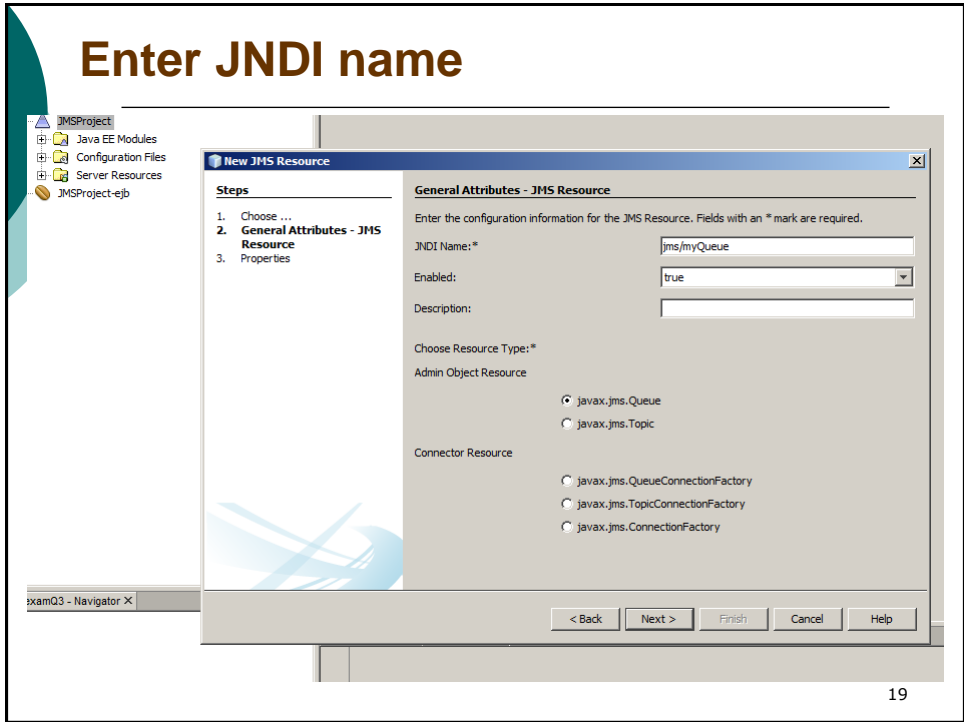 Enter JNDI name
JMSProject
Java EE Modules
Configuration Files
Server Resources
JMSProject-ejb
New JMS Resource
Steps
1. Choose ...
2. General Attributes - JMS
Resource
3. Properties
General Attributes - JMS Resource
Enter the configuration information for the JMS Resource. Fields with an * mark are required.
JNDI Name:* jms/myQueue
Enabled: true
Description:
Choose Resource Type:*
Admin Object Resource
javax.jms.Queue
javax.jms.Topic
Connector Resource
javax.jms.QueueConnectionFactory
javax.jms.TopicConnectionFactory
javax.jms.ConnectionFactory
examQ3 - Navigator X
< Back Next > Finish Cancel Help
19